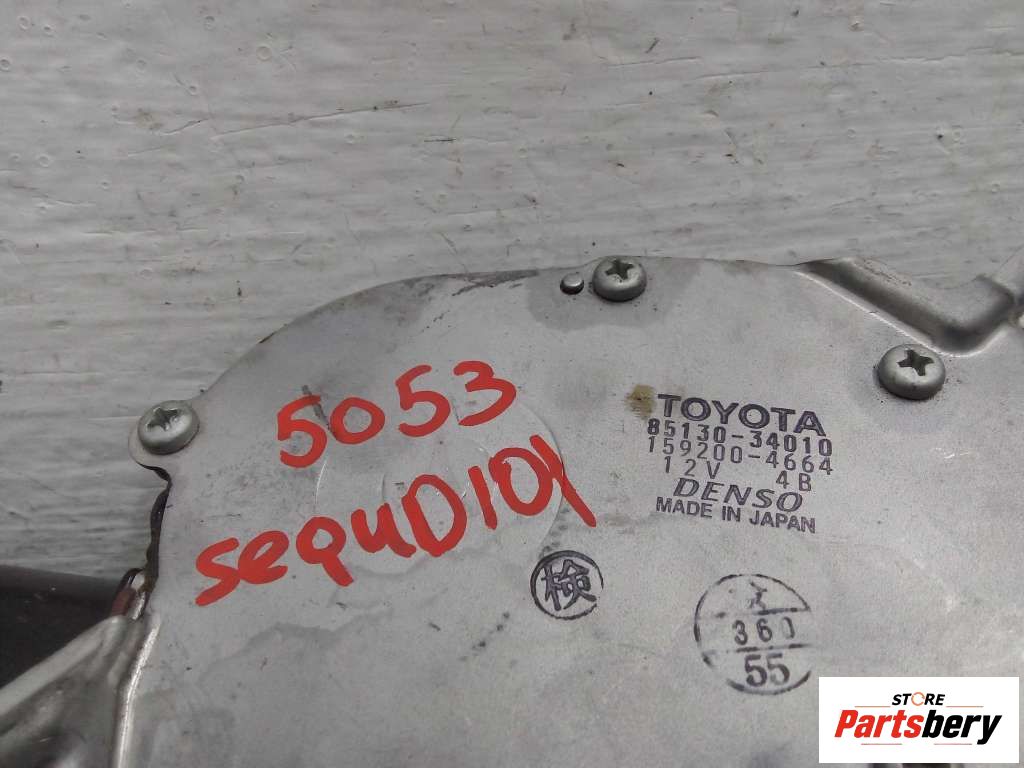 5053
sequD101
TOYOTA
85130-34010
159200-4664
12V 4B
DENSO
MADE IN JAPAN
検
360
55
STORE
Partsbery